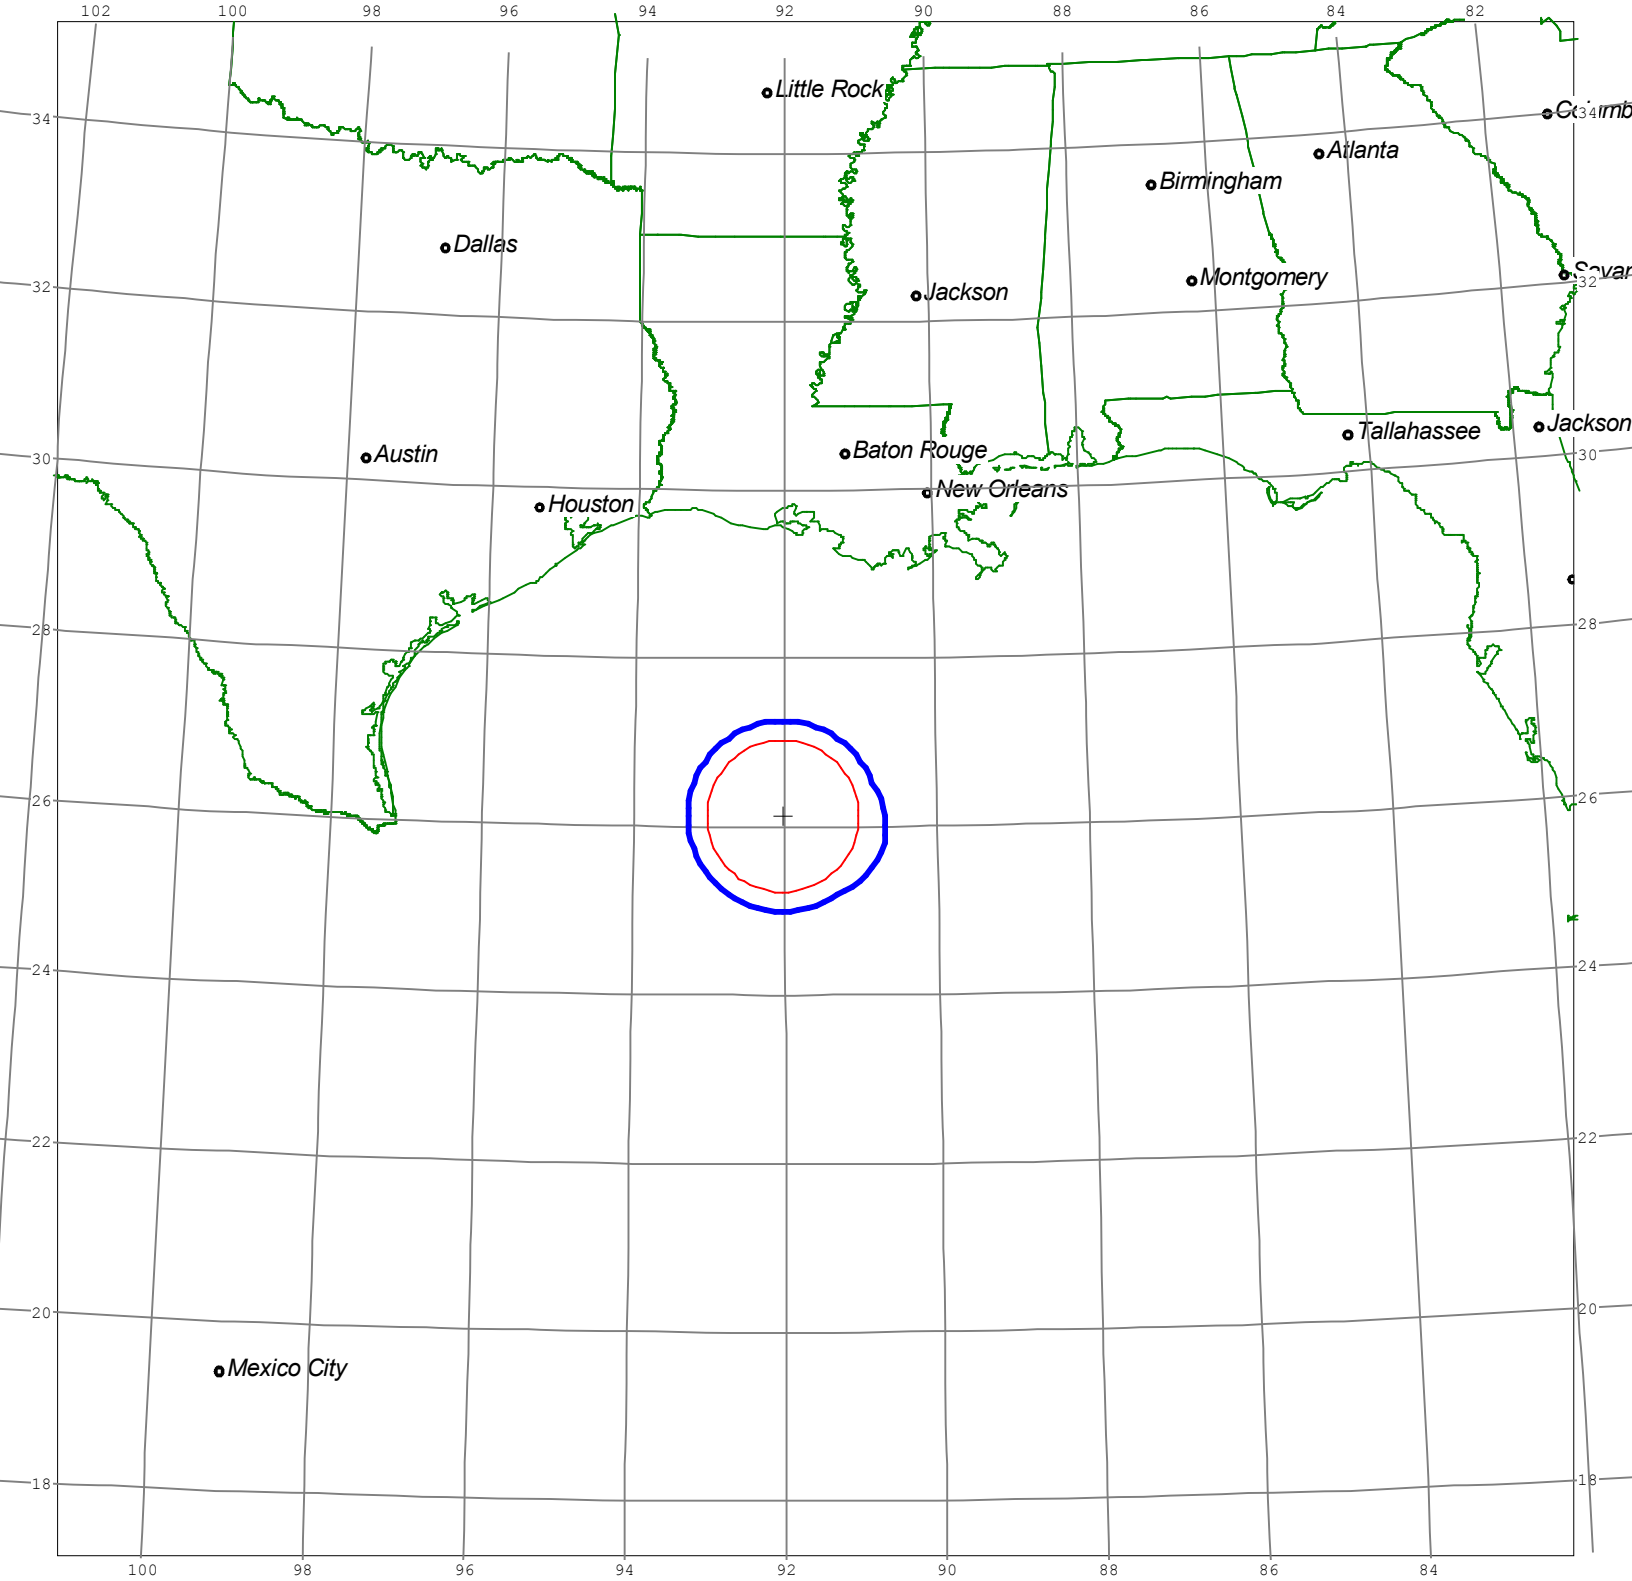 102 100 98 96 94 92 90 88 86 84 82
Little Rock
34
34
Atlanta
Birmingham
Dallas
Montgomery
32
32
Jackson
Jackson
Tallahassee
Baton Rouge
Austin
30
30
New Orleans
Houston
28
28
26
26
24
24
22
22
20
20
Mexico City
18
18
100 98 96 94 92 90 88 86 84